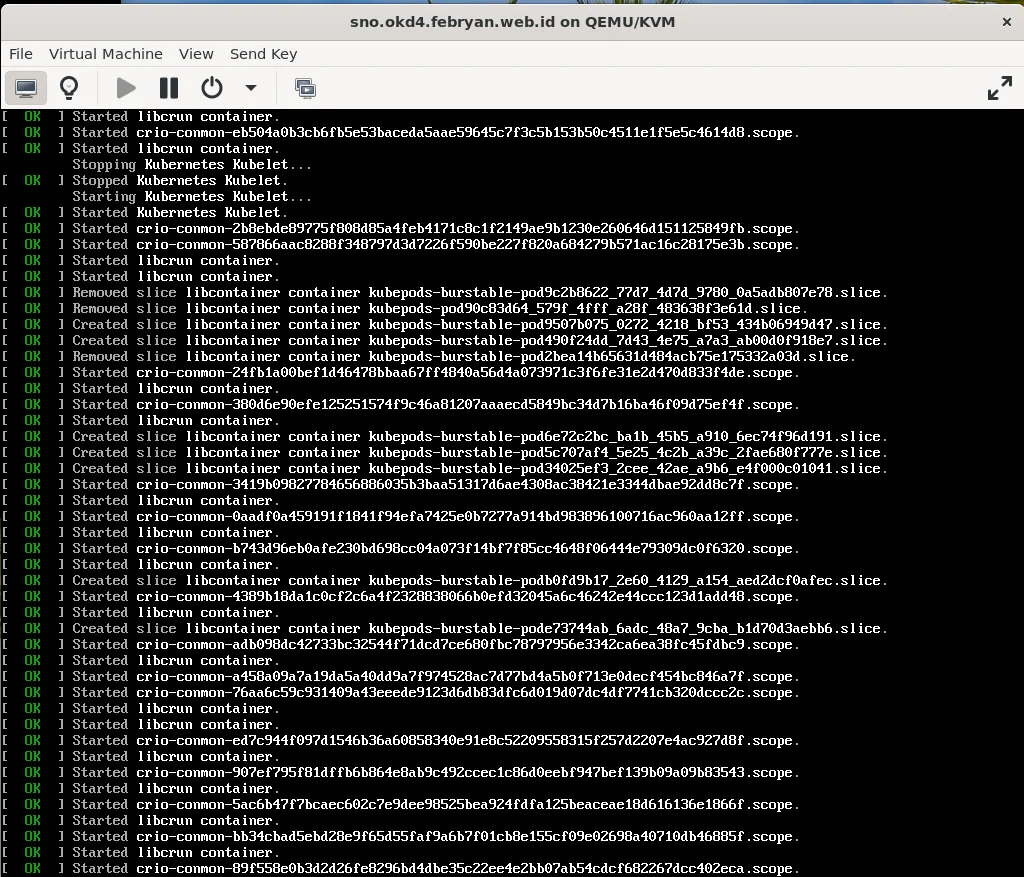 sno.okd4.febryan.web.id on QEMU/KVM
File Virtual Machine View Send Key
[  OK  ] Started libcrun container.
[  OK  ] Started crio-conmon-eb504a0b3cb6fb5e53baceda5aae59645c7f3c5b153b50c4511e1f5e5c4614d8.scope.
[  OK  ] Started libcrun container.
Stopping Kubernetes Kubelet...
[  OK  ] Stopped Kubernetes Kubelet.
Starting Kubernetes Kubelet...
[  OK  ] Started Kubernetes Kubelet.
[  OK  ] Started crio-conmon-2b8ebde89775f808d85a4feb4171c8c1f2149ae9b1230e260646d151125849fb.scope.
[  OK  ] Started crio-conmon-587866aac8288f348797d3d7226f590be227f820a684279b571ac16c28175e3b.scope.
[  OK  ] Started libcrun container.
[  OK  ] Started libcrun container.
[  OK  ] Removed slice libcontainer container kubepods-burstable-pod9c2b8622_77d7_4d7d_9780_0a5adb807e78.slice.
[  OK  ] Removed slice libcontainer container kubepods-pod90c83d64_579f_4fff_a28f_483638f3e61d.slice.
[  OK  ] Created slice libcontainer container kubepods-burstable-pod9507b075_0272_4218_bf53_434b06949d47.slice.
[  OK  ] Created slice libcontainer container kubepods-burstable-pod490f24dd_7d43_4e75_a7a3_ab00d0f918e7.slice.
[  OK  ] Removed slice libcontainer container kubepods-burstable-pod2bea14b65631d484acb75e175332a03d.slice.
[  OK  ] Started crio-conmon-24fb1a00bef1d46478bbaa67ff4840a56d4a073971c3f6fe31e2d470d833f4de.scope.
[  OK  ] Started libcrun container.
[  OK  ] Started crio-conmon-380d6e90efe125251574f9c46a81207aaaecd5849bc34d7b16ba46f09d75ef4f.scope.
[  OK  ] Started libcrun container.
[  OK  ] Created slice libcontainer container kubepods-burstable-pod6e72c2bc_ba1b_45b5_a910_6ec74f96d191.slice.
[  OK  ] Created slice libcontainer container kubepods-burstable-pod5c707af4_5e25_4c2b_a39c_2fae680f777e.slice.
[  OK  ] Created slice libcontainer container kubepods-burstable-pod34025ef3_2cee_42ae_a9b6_e4f000c01041.slice.
[  OK  ] Started crio-conmon-3419b09827784656886035b3baa51317d6ae4308ac38421e3344dbae92dd8c7f.scope.
[  OK  ] Started libcrun container.
[  OK  ] Started crio-conmon-0aadf0a459191f1841f94efa7425e0b7277a914bd983896100716ac960aa12ff.scope.
[  OK  ] Started libcrun container.
[  OK  ] Started crio-conmon-b743d96eb0afe230bd698cc04a073f14bf7f85cc4648f06444e79309dc0f6320.scope.
[  OK  ] Started libcrun container.
[  OK  ] Created slice libcontainer container kubepods-burstable-podb0fd9b17_2e60_4129_a154_aed2dcf0afec.slice.
[  OK  ] Started crio-conmon-4389b18da1c0cf2c6a4f2328838066b0efd32045a6c46242e44ccc123d1add48.scope.
[  OK  ] Started libcrun container.
[  OK  ] Created slice libcontainer container kubepods-burstable-pode73744ab_6adc_48a7_9cba_b1d70d3aebb6.slice.
[  OK  ] Started crio-conmon-adb098dc42733bc32544f71dcd7ce680fbc78797956e3342ca6ea38fc45fdbc9.scope.
[  OK  ] Started libcrun container.
[  OK  ] Started crio-conmon-a458a09a7a19da5a40dd9a7f974528ac7d77bd4a5b0f713e0decf454bc846a7f.scope.
[  OK  ] Started crio-conmon-76aa6c59c931409a43eeede9123d6db83dfc6d019d07dc4df7741cb320dccc2c.scope.
[  OK  ] Started libcrun container.
[  OK  ] Started libcrun container.
[  OK  ] Started crio-conmon-ed7c944f097d1546b36a60858340e91e8c52209558315f257d2207e4ac927d8f.scope.
[  OK  ] Started libcrun container.
[  OK  ] Started crio-conmon-907ef795f81dffb6b864e8ab9c492ccec1c86d0eebf947bef139b09a09b83543.scope.
[  OK  ] Started libcrun container.
[  OK  ] Started crio-conmon-5ac6b47f7bcaec602c7e9dee98525bea924fdfa125beaceae18d616136e1866f.scope.
[  OK  ] Started libcrun container.
[  OK  ] Started crio-conmon-bb34cbad5ebd28e9f65d55faf9a6b7f01cb8e155cf09e02698a40710db46885f.scope.
[  OK  ] Started libcrun container.
[  OK  ] Started crio-conmon-89f558e0b3d2d26fe8296bd4dbe35c22ee4e2bb07ab54cdcf682267dcc402eca.scope.